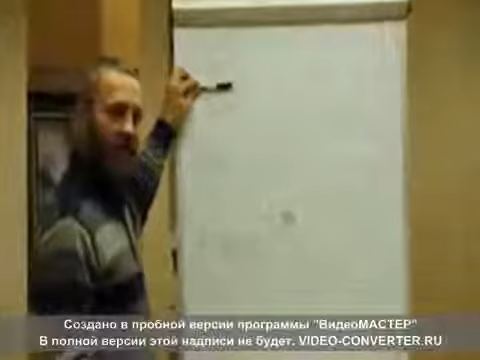 Создано в пробной версии программы "ВидеоМАСТЕР"
В полной версии этой надписи не будет. VIDEO-CONVERTER.RU